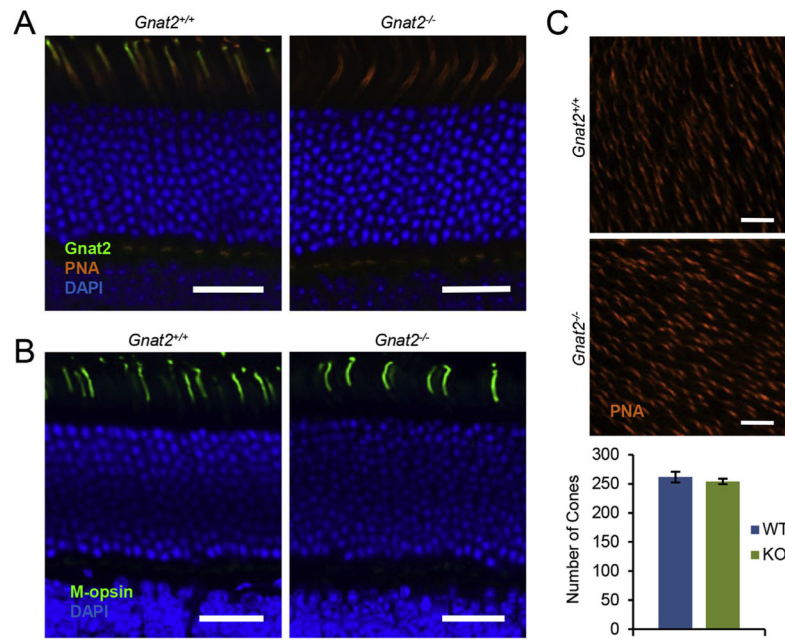 A
Gnat2+/+
Gnat2-/-
Gnat2
PNA
DAPI
B
Gnat2+/+
Gnat2-/-
M-opsin
DAPI
C
Gnat2+/+
Gnat2-/-
PNA
Number of Cones
300
250
200
150
100
50
0
WT
KO